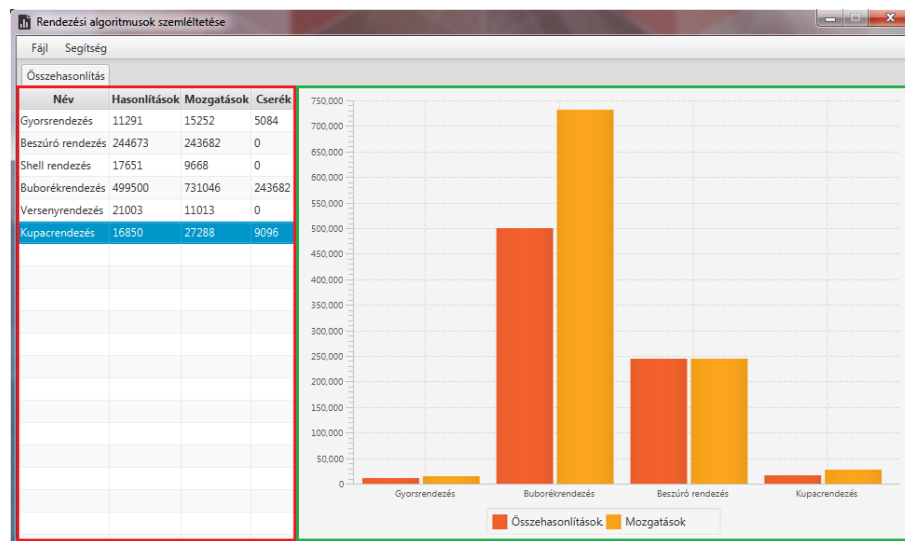 Rendezési algoritmusok szemléltetése
Fájl Segítség
Összehasonlítás
Név Hasonlítások Mozgatások Cserék
Gyorsrendezés 11291 15252 5084
Beszúró rendezés 244673 243682 0
Shell rendezés 17651 9668 0
Buborékrendezés 499500 731046 243682
Versenyrendezés 21003 11013 0
Kupacrendezés 16850 27288 9096
750,000
700,000
650,000
600,000
550,000
500,000
450,000
400,000
350,000
300,000
250,000
200,000
150,000
100,000
50,000
0
Gyorsrendezés Buborékrendezés Beszúró rendezés Kupacrendezés
Összehasonlítások Mozgatások